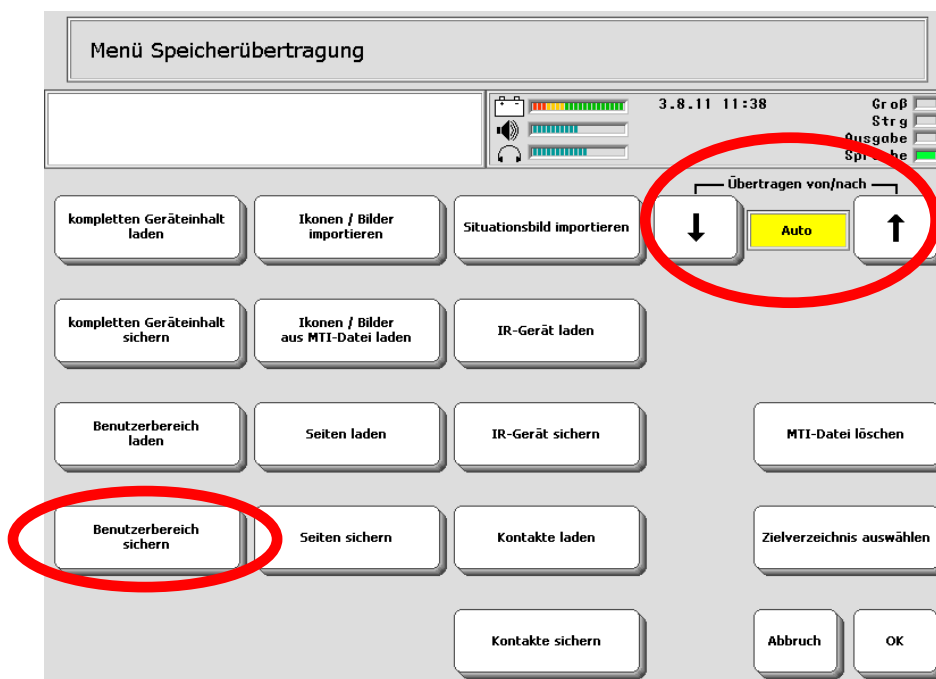 Menü Speicherübertragung
3.8.11 11:38
Groß
Strg
Ausgabe
Sprache
Übertragen von/nach
kompletten Geräteinhalt
laden
Ikonen / Bilder
importieren
Situationsbild importieren
↓
Auto
↑
kompletten Geräteinhalt
sichern
Ikonen / Bilder
aus MTI-Datei laden
IR-Gerät laden
Benutzerbereich
laden
Seiten laden
IR-Gerät sichern
MTI-Datei löschen
Benutzerbereich
sichern
Seiten sichern
Kontakte laden
Zielverzeichnis auswählen
Kontakte sichern
Abbruch
OK